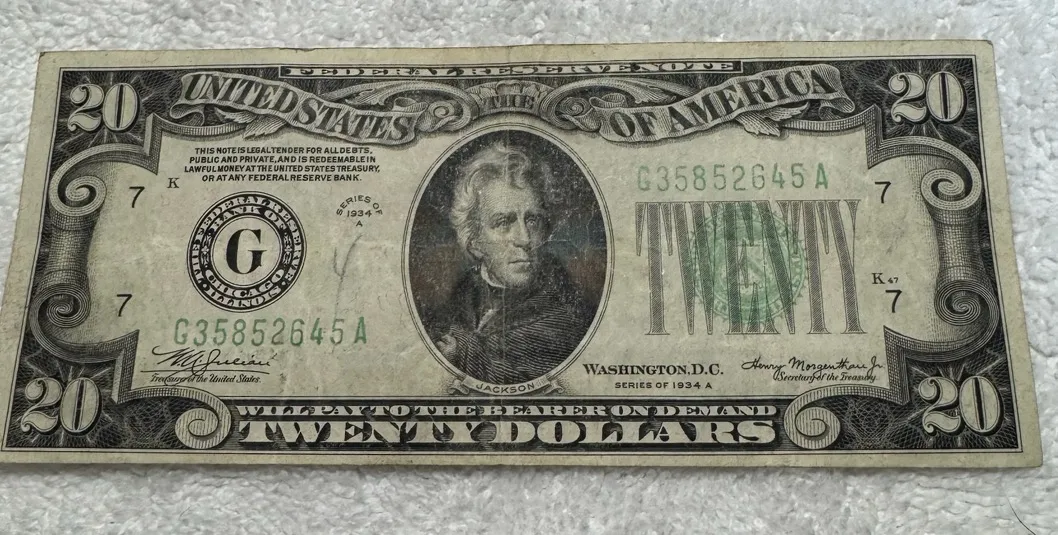 FEDERAL RESERVE NOTE
20 UNITED STATES THE OF AMERICA 20
THIS NOTE IS LEGAL TENDER FOR ALL DEBTS,
PUBLIC AND PRIVATE, AND IS REDEEMABLE IN
LAWFUL MONEY AT THE UNITED STATES TREASURY,
OR AT ANY FEDERAL RESERVE BANK.
K
7
SERIES OF
1934
A
THE FEDERAL RESERVE
BANK OF
G
CHICAGO
ILLINOIS
7
G35852645A
W.A. Julian
Treasurer of the United States.
JACKSON
G35852645A
7
TWENTY
K 47
7
WASHINGTON, D.C.
SERIES OF 1934 A
Henry Morgenthau Jr
Secretary of the Treasury.
WILL PAY TO THE BEARER ON DEMAND
20 TWENTY DOLLARS 20